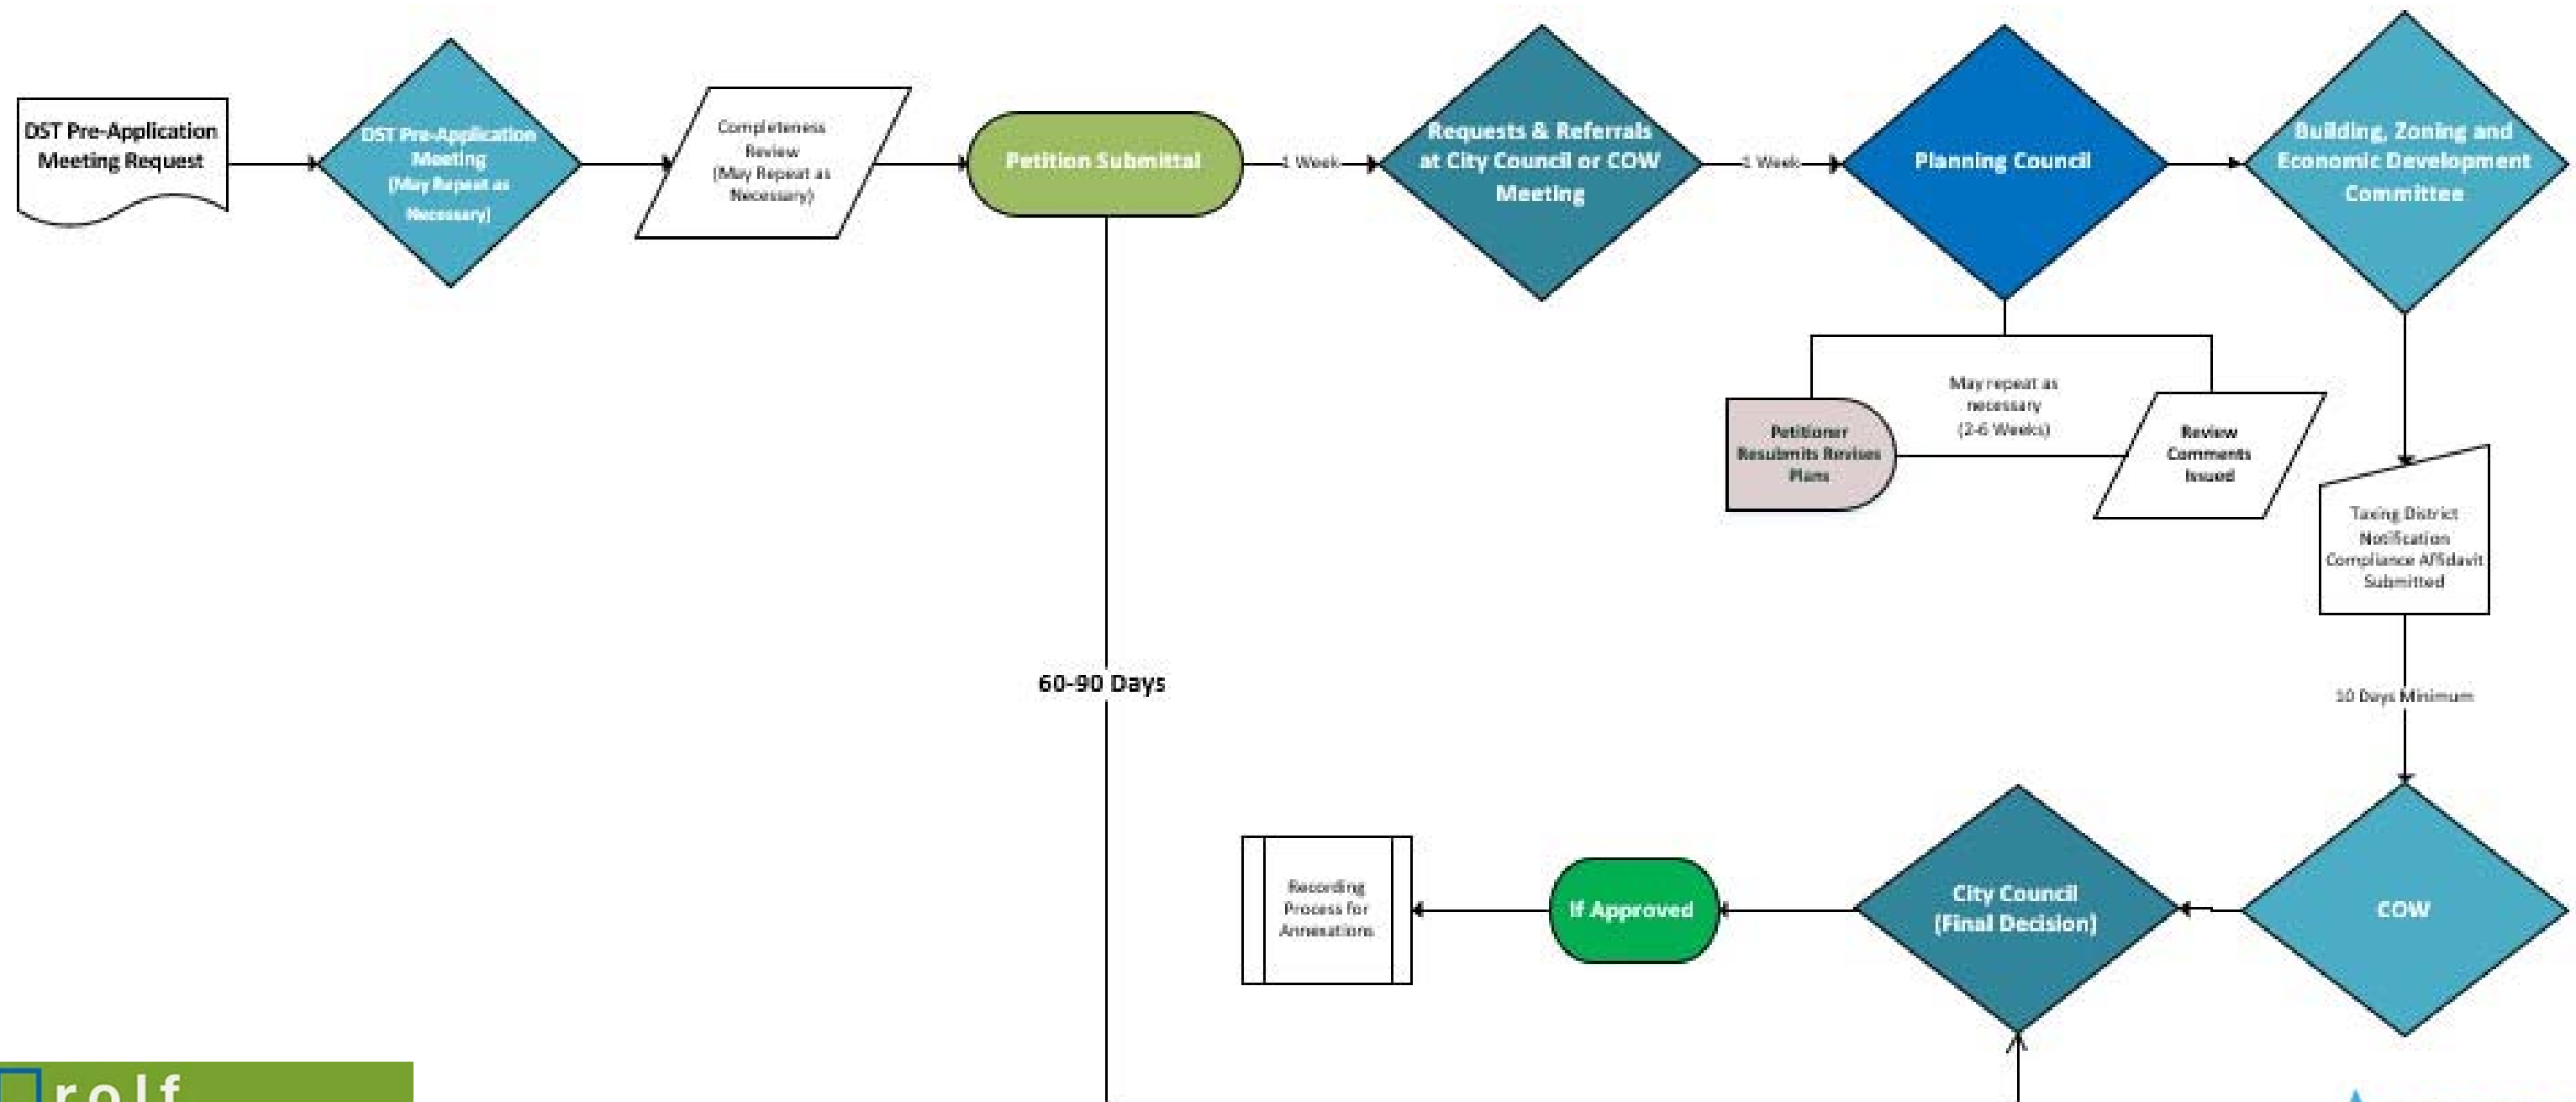 DST Pre-Application
Meeting Request
DST Pre-Application
Meeting
(May Repeat as
Necessary)
Completeness
Review
(May Repeat as
Necessary)
Petition Submittal
1 Week
Requests & Referrals
at City Council or COW
Meeting
1 Week
Planning Council
Building, Zoning and
Economic Development
Committee
May repeat as
necessary
(2-6 Weeks)
Petitioner
Resubmits Revises
Plans
Review
Comments
Issued
Taxing District
Notification
Compliance Affidavit
Submitted
60-90 Days
10 Days Minimum
Recording
Process for
Annexations
If Approved
City Council
(Final Decision)
COW
rolf